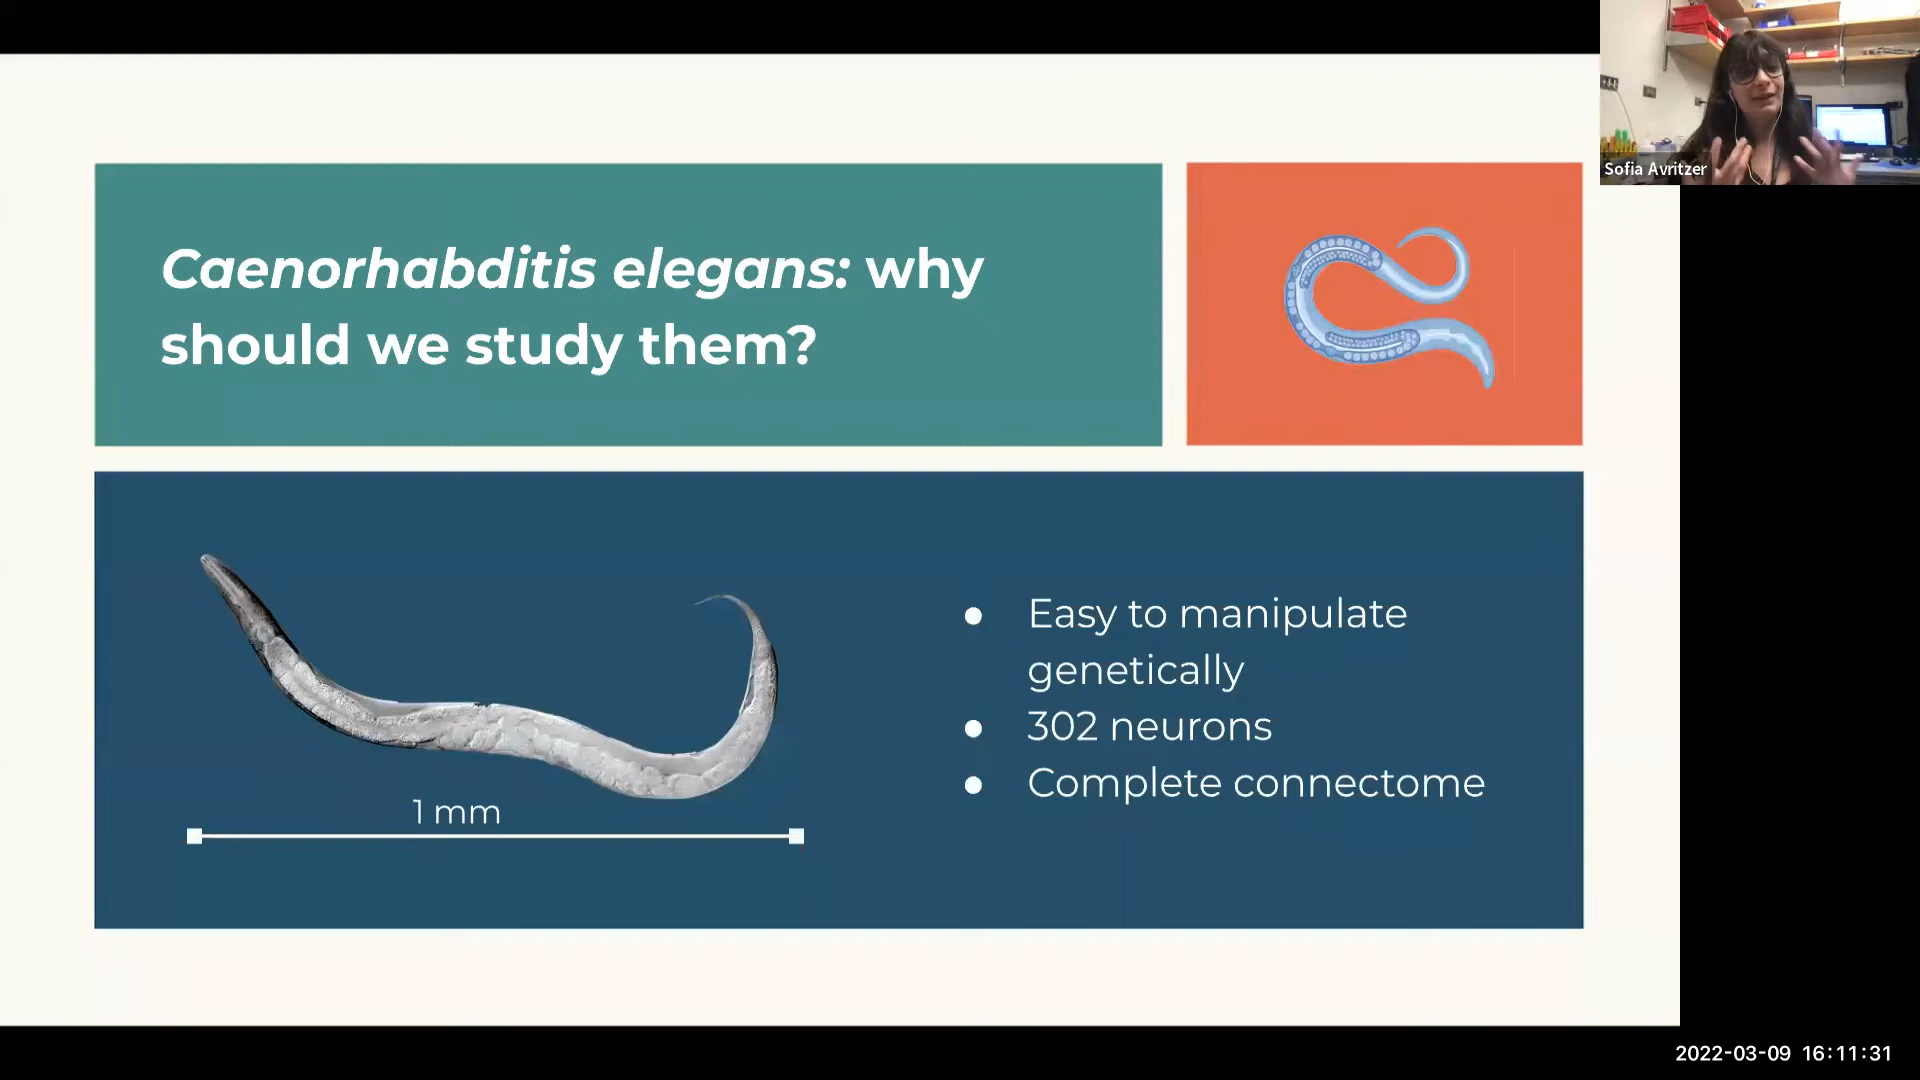 Sofia Avritzer
Caenorhabditis elegans: why
should we study them?
1 mm
● Easy to manipulate
genetically
● 302 neurons
● Complete connectome
2022-03-09 16:11:31